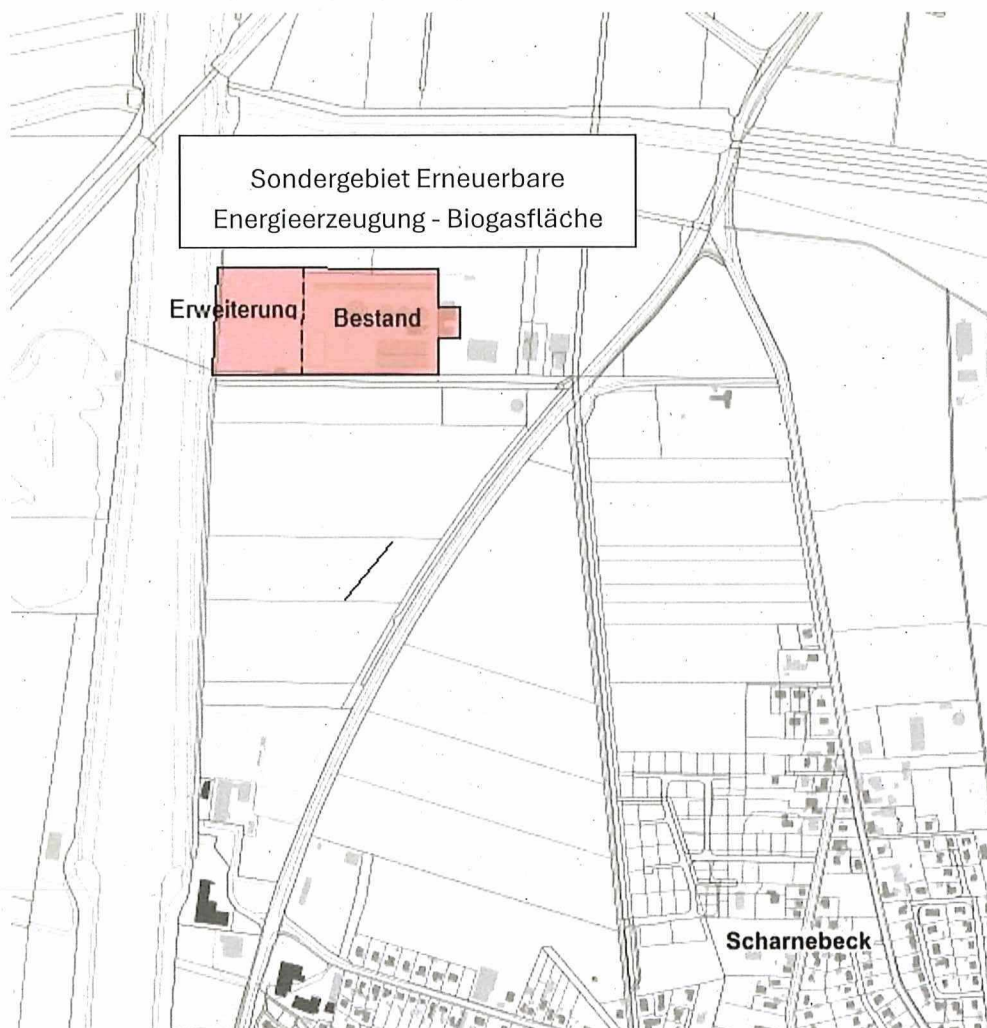 Sondergebiet Erneuerbare
Energieerzeugung - Biogasfläche
Erweiterung
Bestand
Scharnebeck